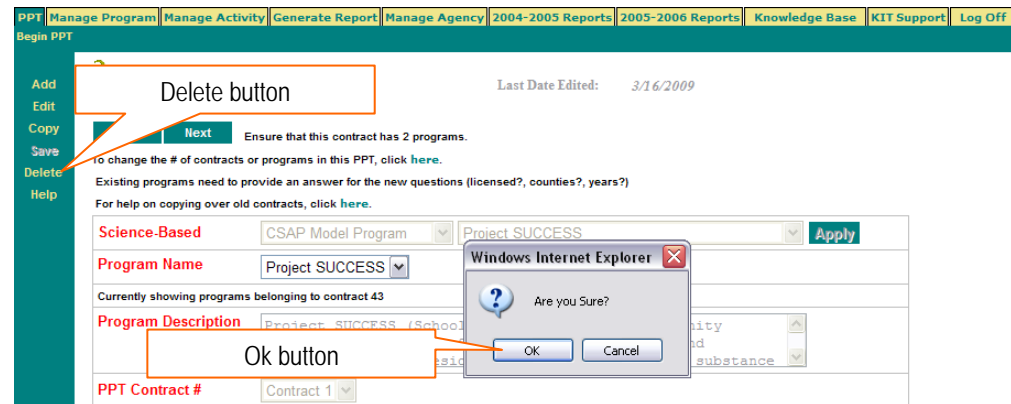 PPT Manage Program Manage Activity Generate Report Manage Agency 2004-2005 Reports 2005-2006 Reports Knowledge Base KIT Support Log Off
Begin PPT
Add
Edit
Copy
Save
Delete
Help
Delete button
Last Date Edited: 3/16/2009
Next Ensure that this contract has 2 programs.
To change the # of contracts or programs in this PPT, click here.
Existing programs need to provide an answer for the new questions (licensed?, counties?, years?)
For help on copying over old contracts, click here.
Science-Based CSAP Model Program Project SUCCESS Apply
Program Name Project SUCCESS
Currently showing programs belonging to contract 43
Program Description Project SUCCESS (School
substance
PPT Contract # Contract 1
Windows Internet Explorer
Are you Sure?
OK Cancel
Ok button